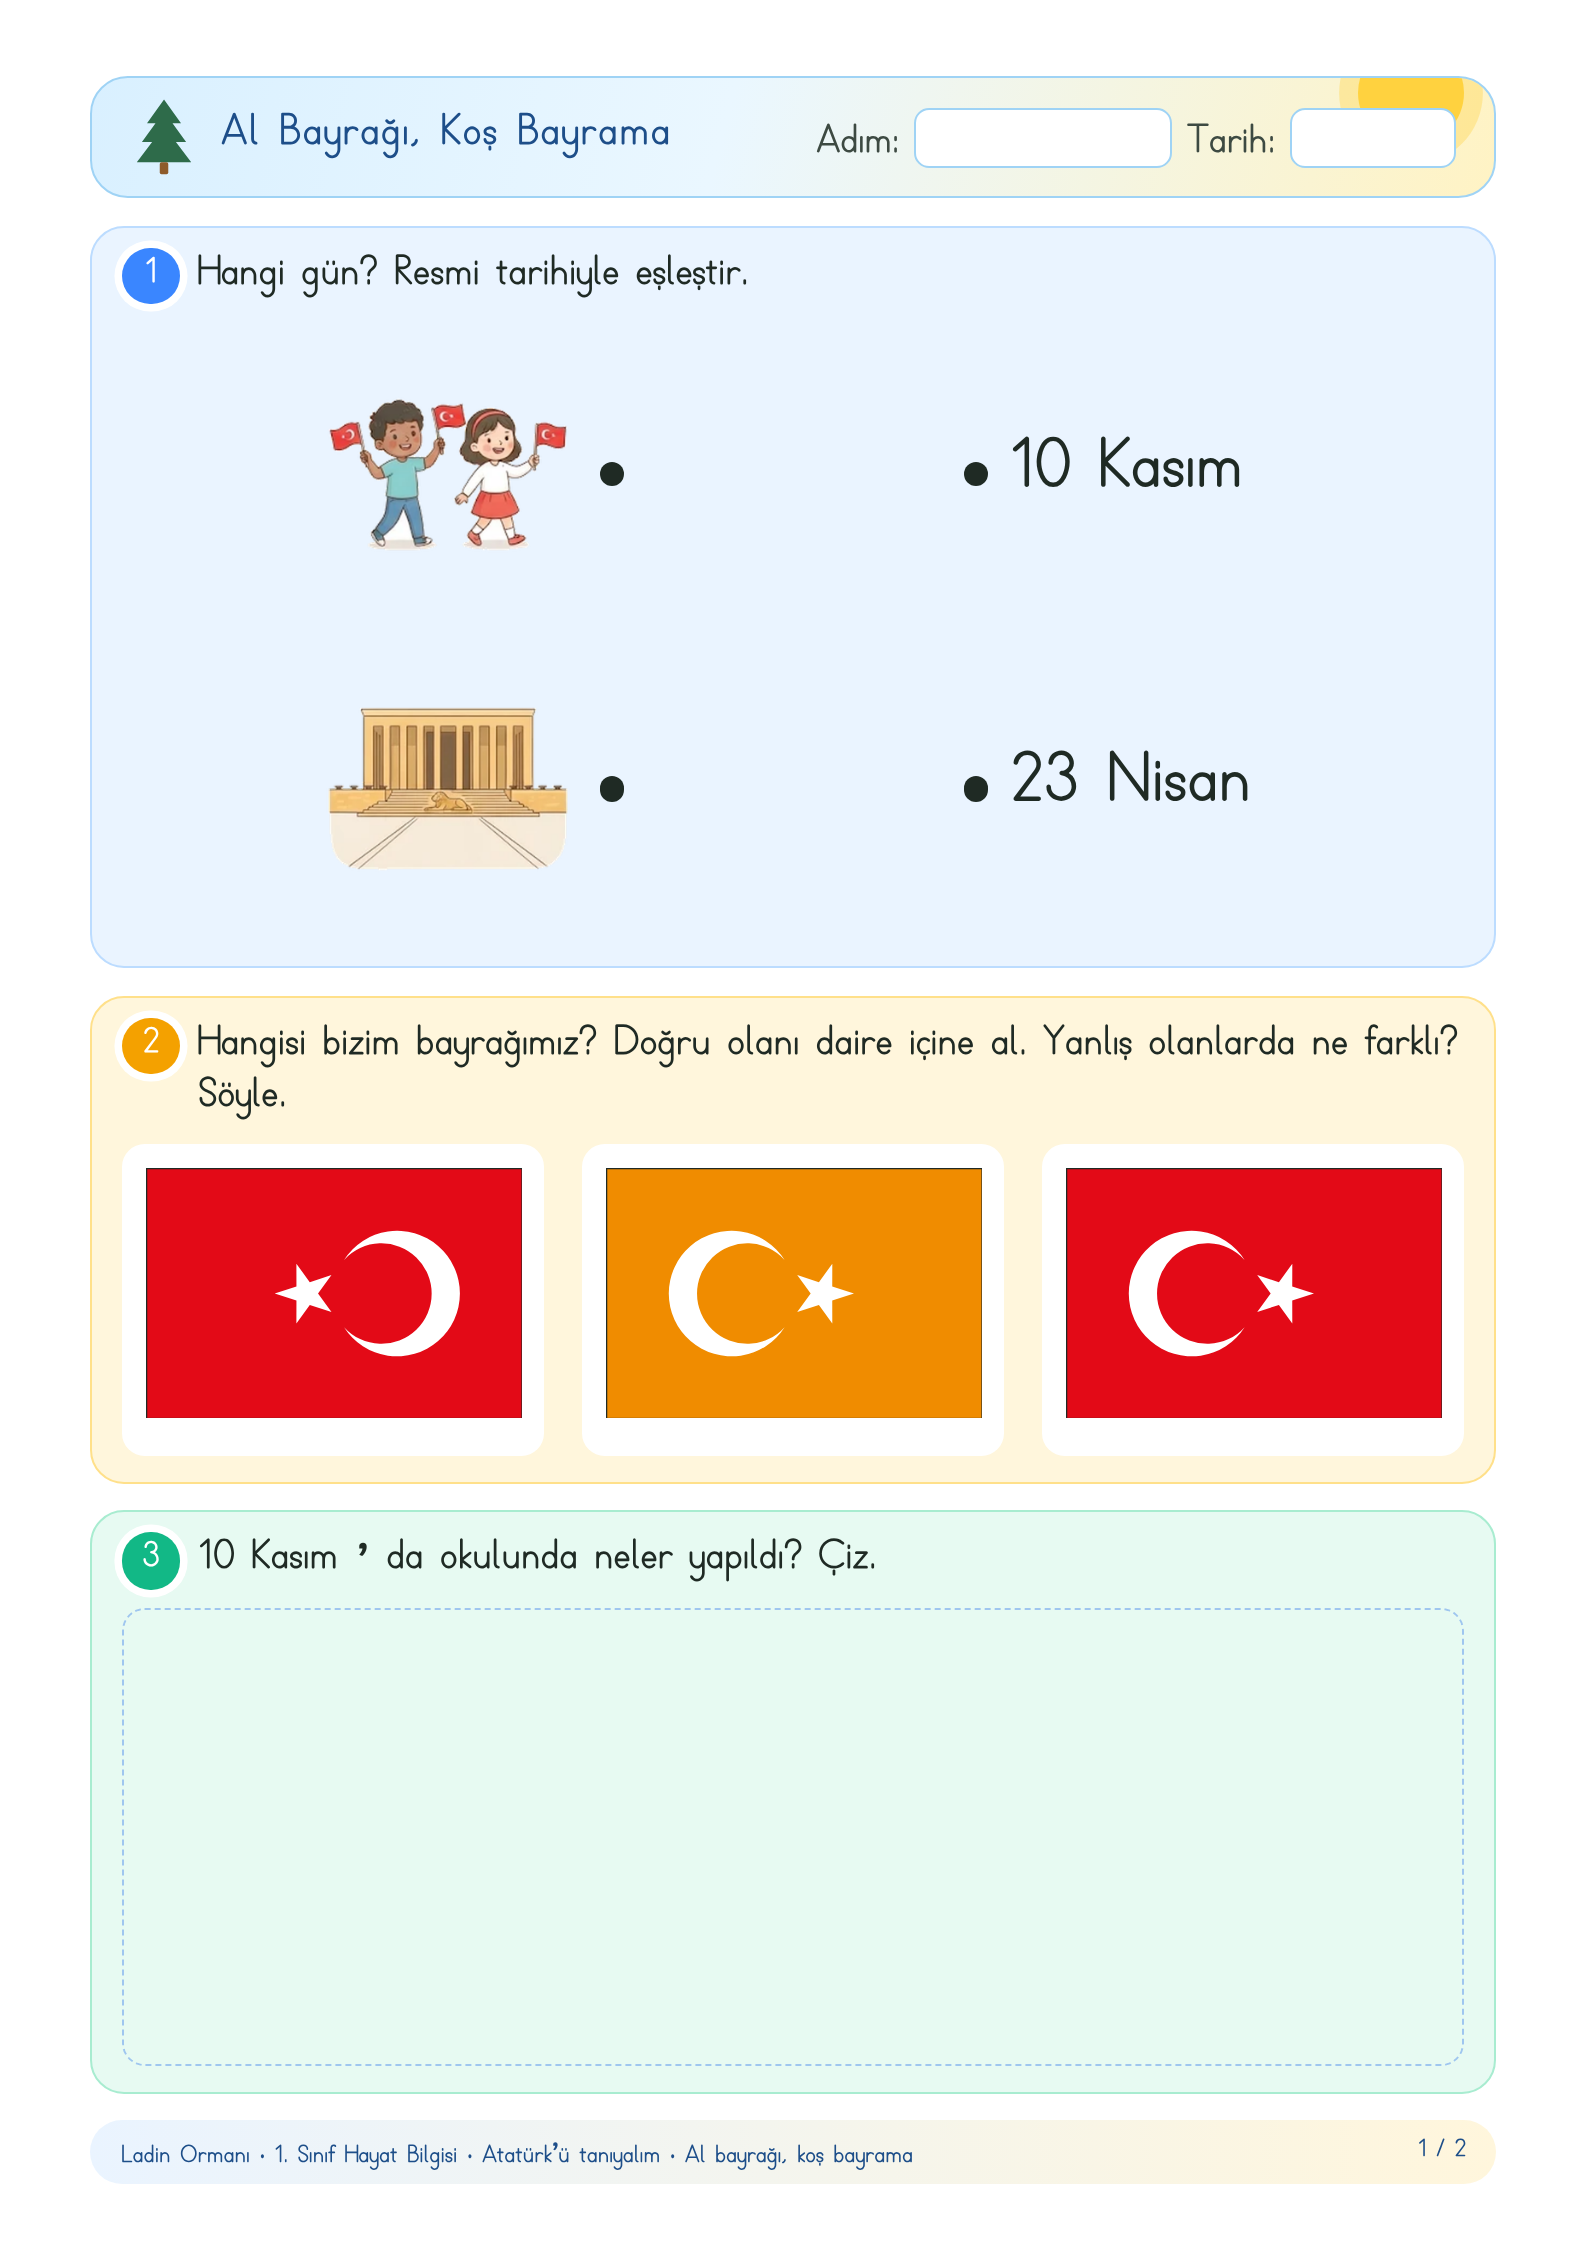 Al Bayrağı, Koş Bayrama
Adım:
Tarih:
1
Hangi gün? Resmi tarihiyle eşleştir.
10 Kasım
23 Nisan
2
Hangisi bizim bayrağımız? Doğru olanı daire içine al. Yanlış olanlarda ne farklı?
Söyle.
3
10 Kasım ’ da okulunda neler yapıldı? Çiz.
Ladin Ormanı · 1. Sınıf Hayat Bilgisi · Atatürk’ü tanıyalım · Al bayrağı, koş bayrama
1 / 2